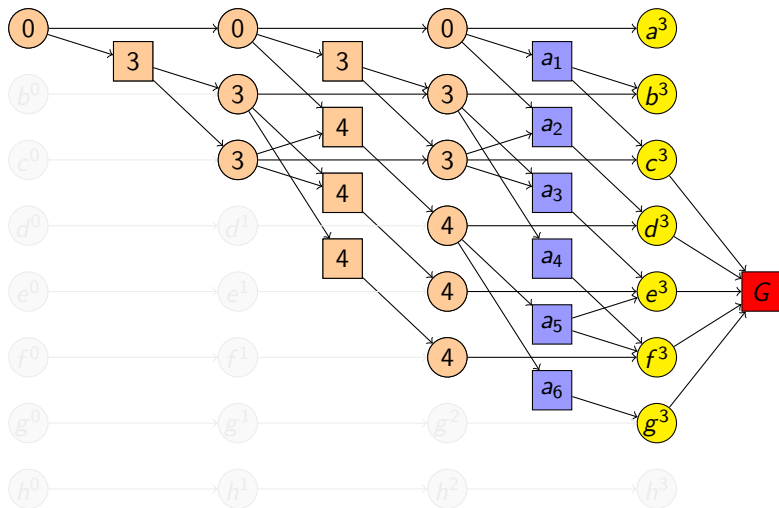 0 0 0 a³
3 3 a₁
b⁰ 3 3 b³
4 a₂
c⁰ 3 3 c³
4 a₃
d⁰ d¹ 4 d³
4 a₄
e⁰ e¹ 4 e³ G
a₅
f⁰ f¹ 4 f³
a₆
g⁰ g¹ g² g³
h⁰ h¹ h² h³